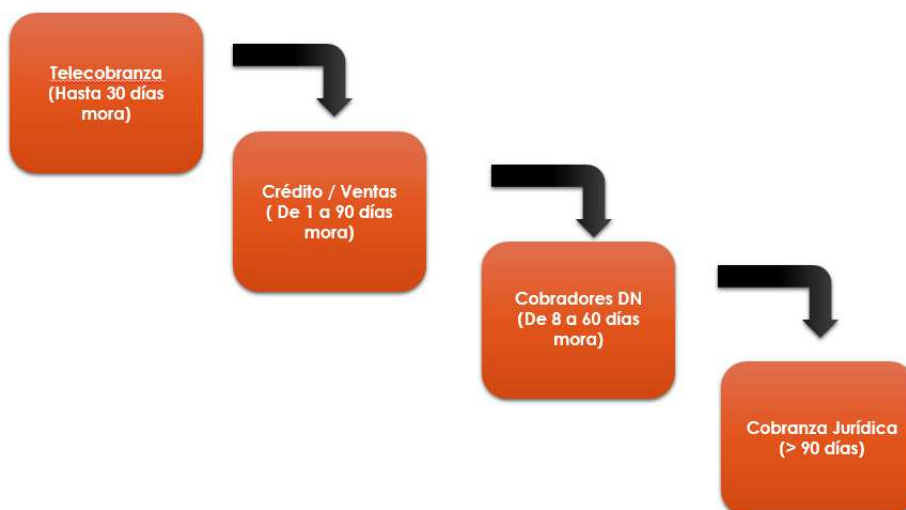 Telecobranza
(Hasta 30 días
mora)
Crédito / Ventas
( De 1 a 90 días
mora)
Cobradores DN
(De 8 a 60 días
mora)
Cobranza Jurídica
(> 90 días)